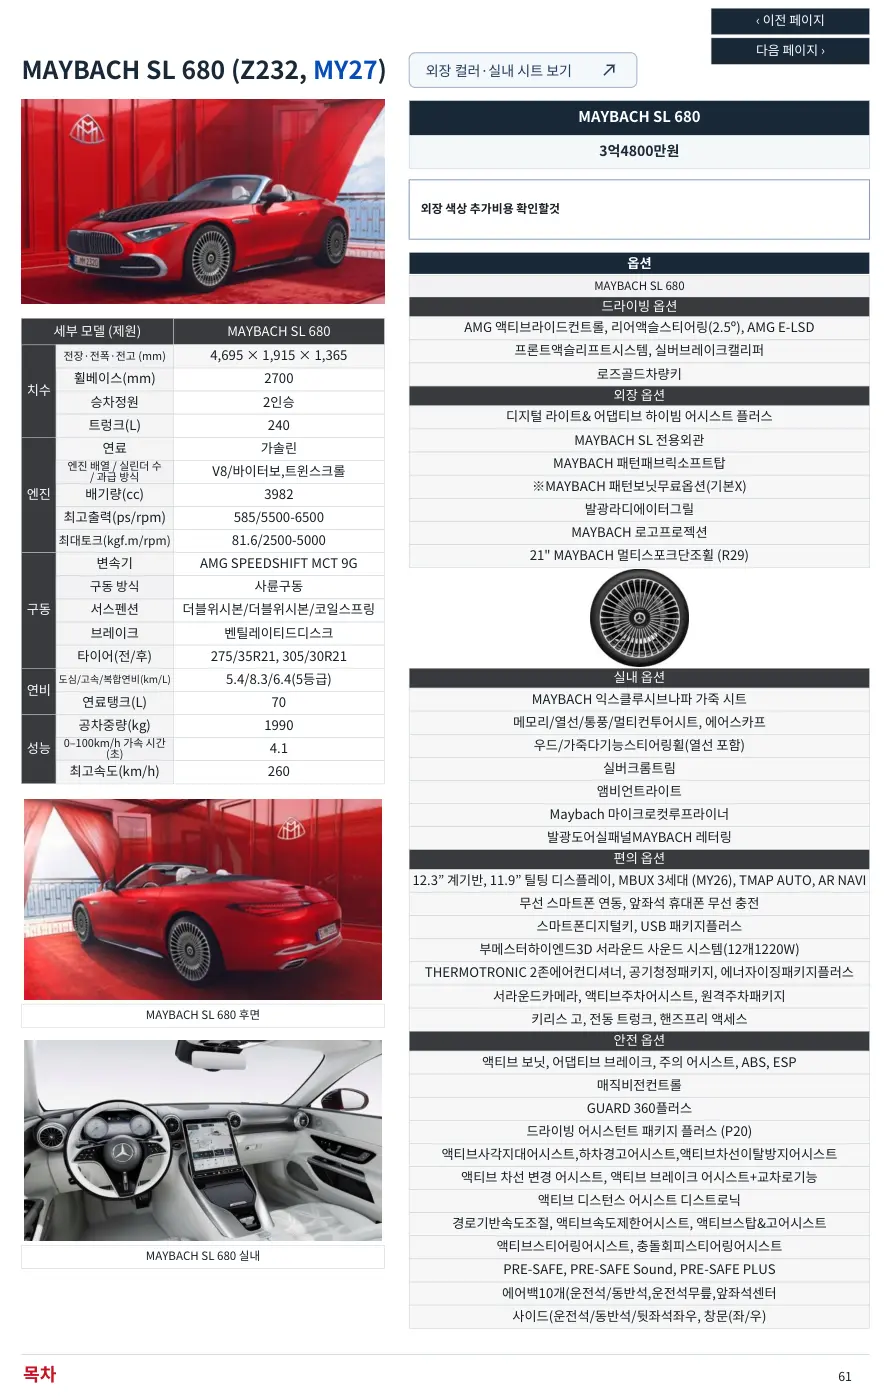 ‹ 이전 페이지
다음 페이지 ›
MAYBACH SL 680 (Z232, MY27)
외장 컬러·실내 시트 보기
MAYBACH SL 680
3억4800만원
외장 색상 추가비용 확인할것
세부 모델 (제원) MAYBACH SL 680
치수
전장·전폭·전고 (mm) 4,695 × 1,915 × 1,365
휠베이스(mm) 2700
승차정원 2인승
트렁크(L) 240
엔진
연료 가솔린
엔진 배열 / 실린더 수
/ 과급 방식 V8/바이터보,트윈스크롤
배기량(cc) 3982
최고출력(ps/rpm) 585/5500-6500
최대토크(kgf.m/rpm) 81.6/2500-5000
구동
변속기 AMG SPEEDSHIFT MCT 9G
구동 방식 사륜구동
서스펜션 더블위시본/더블위시본/코일스프링
브레이크 벤틸레이티드디스크
타이어(전/후) 275/35R21, 305/30R21
연비
도심/고속/복합연비(km/L) 5.4/8.3/6.4(5등급)
연료탱크(L) 70
성능
공차중량(kg) 1990
0–100km/h 가속 시간
(초) 4.1
최고속도(km/h) 260
MAYBACH SL 680 후면
MAYBACH SL 680 실내
옵션
MAYBACH SL 680
드라이빙 옵션
AMG 액티브라이드컨트롤, 리어액슬스티어링(2.5º), AMG E-LSD
프론트액슬리프트시스템, 실버브레이크캘리퍼
로즈골드차량키
외장 옵션
디지털 라이트& 어댑티브 하이빔 어시스트 플러스
MAYBACH SL 전용외관
MAYBACH 패턴패브릭소프트탑
※MAYBACH 패턴보닛무료옵션(기본X)
발광라디에이터그릴
MAYBACH 로고프로젝션
21" MAYBACH 멀티스포크단조휠 (R29)
실내 옵션
MAYBACH 익스클루시브나파 가죽 시트
메모리/열선/통풍/멀티컨투어시트, 에어스카프
우드/가죽다기능스티어링휠(열선 포함)
실버크롬트림
앰비언트라이트
Maybach 마이크로컷루프라이너
발광도어실패널MAYBACH 레터링
편의 옵션
12.3” 계기반, 11.9” 틸팅 디스플레이, MBUX 3세대 (MY26), TMAP AUTO, AR NAVI
무선 스마트폰 연동, 앞좌석 휴대폰 무선 충전
스마트폰디지털키, USB 패키지플러스
부메스터하이엔드3D 서라운드 사운드 시스템(12개1220W)
THERMOTRONIC 2존에어컨디셔너, 공기청정패키지, 에너자이징패키지플러스
서라운드카메라, 액티브주차어시스트, 원격주차패키지
키리스 고, 전동 트렁크, 핸즈프리 액세스
안전 옵션
액티브 보닛, 어댑티브 브레이크, 주의 어시스트, ABS, ESP
매직비전컨트롤
GUARD 360플러스
드라이빙 어시스턴트 패키지 플러스 (P20)
액티브사각지대어시스트,하차경고어시스트,액티브차선이탈방지어시스트
액티브 차선 변경 어시스트, 액티브 브레이크 어시스트+교차로기능
액티브 디스턴스 어시스트 디스트로닉
경로기반속도조절, 액티브속도제한어시스트, 액티브스탑&고어시스트
액티브스티어링어시스트, 충돌회피스티어링어시스트
PRE-SAFE, PRE-SAFE Sound, PRE-SAFE PLUS
에어백10개(운전석/동반석,운전석무릎,앞좌석센터
사이드(운전석/동반석/뒷좌석좌우, 창문(좌/우)
목차
61